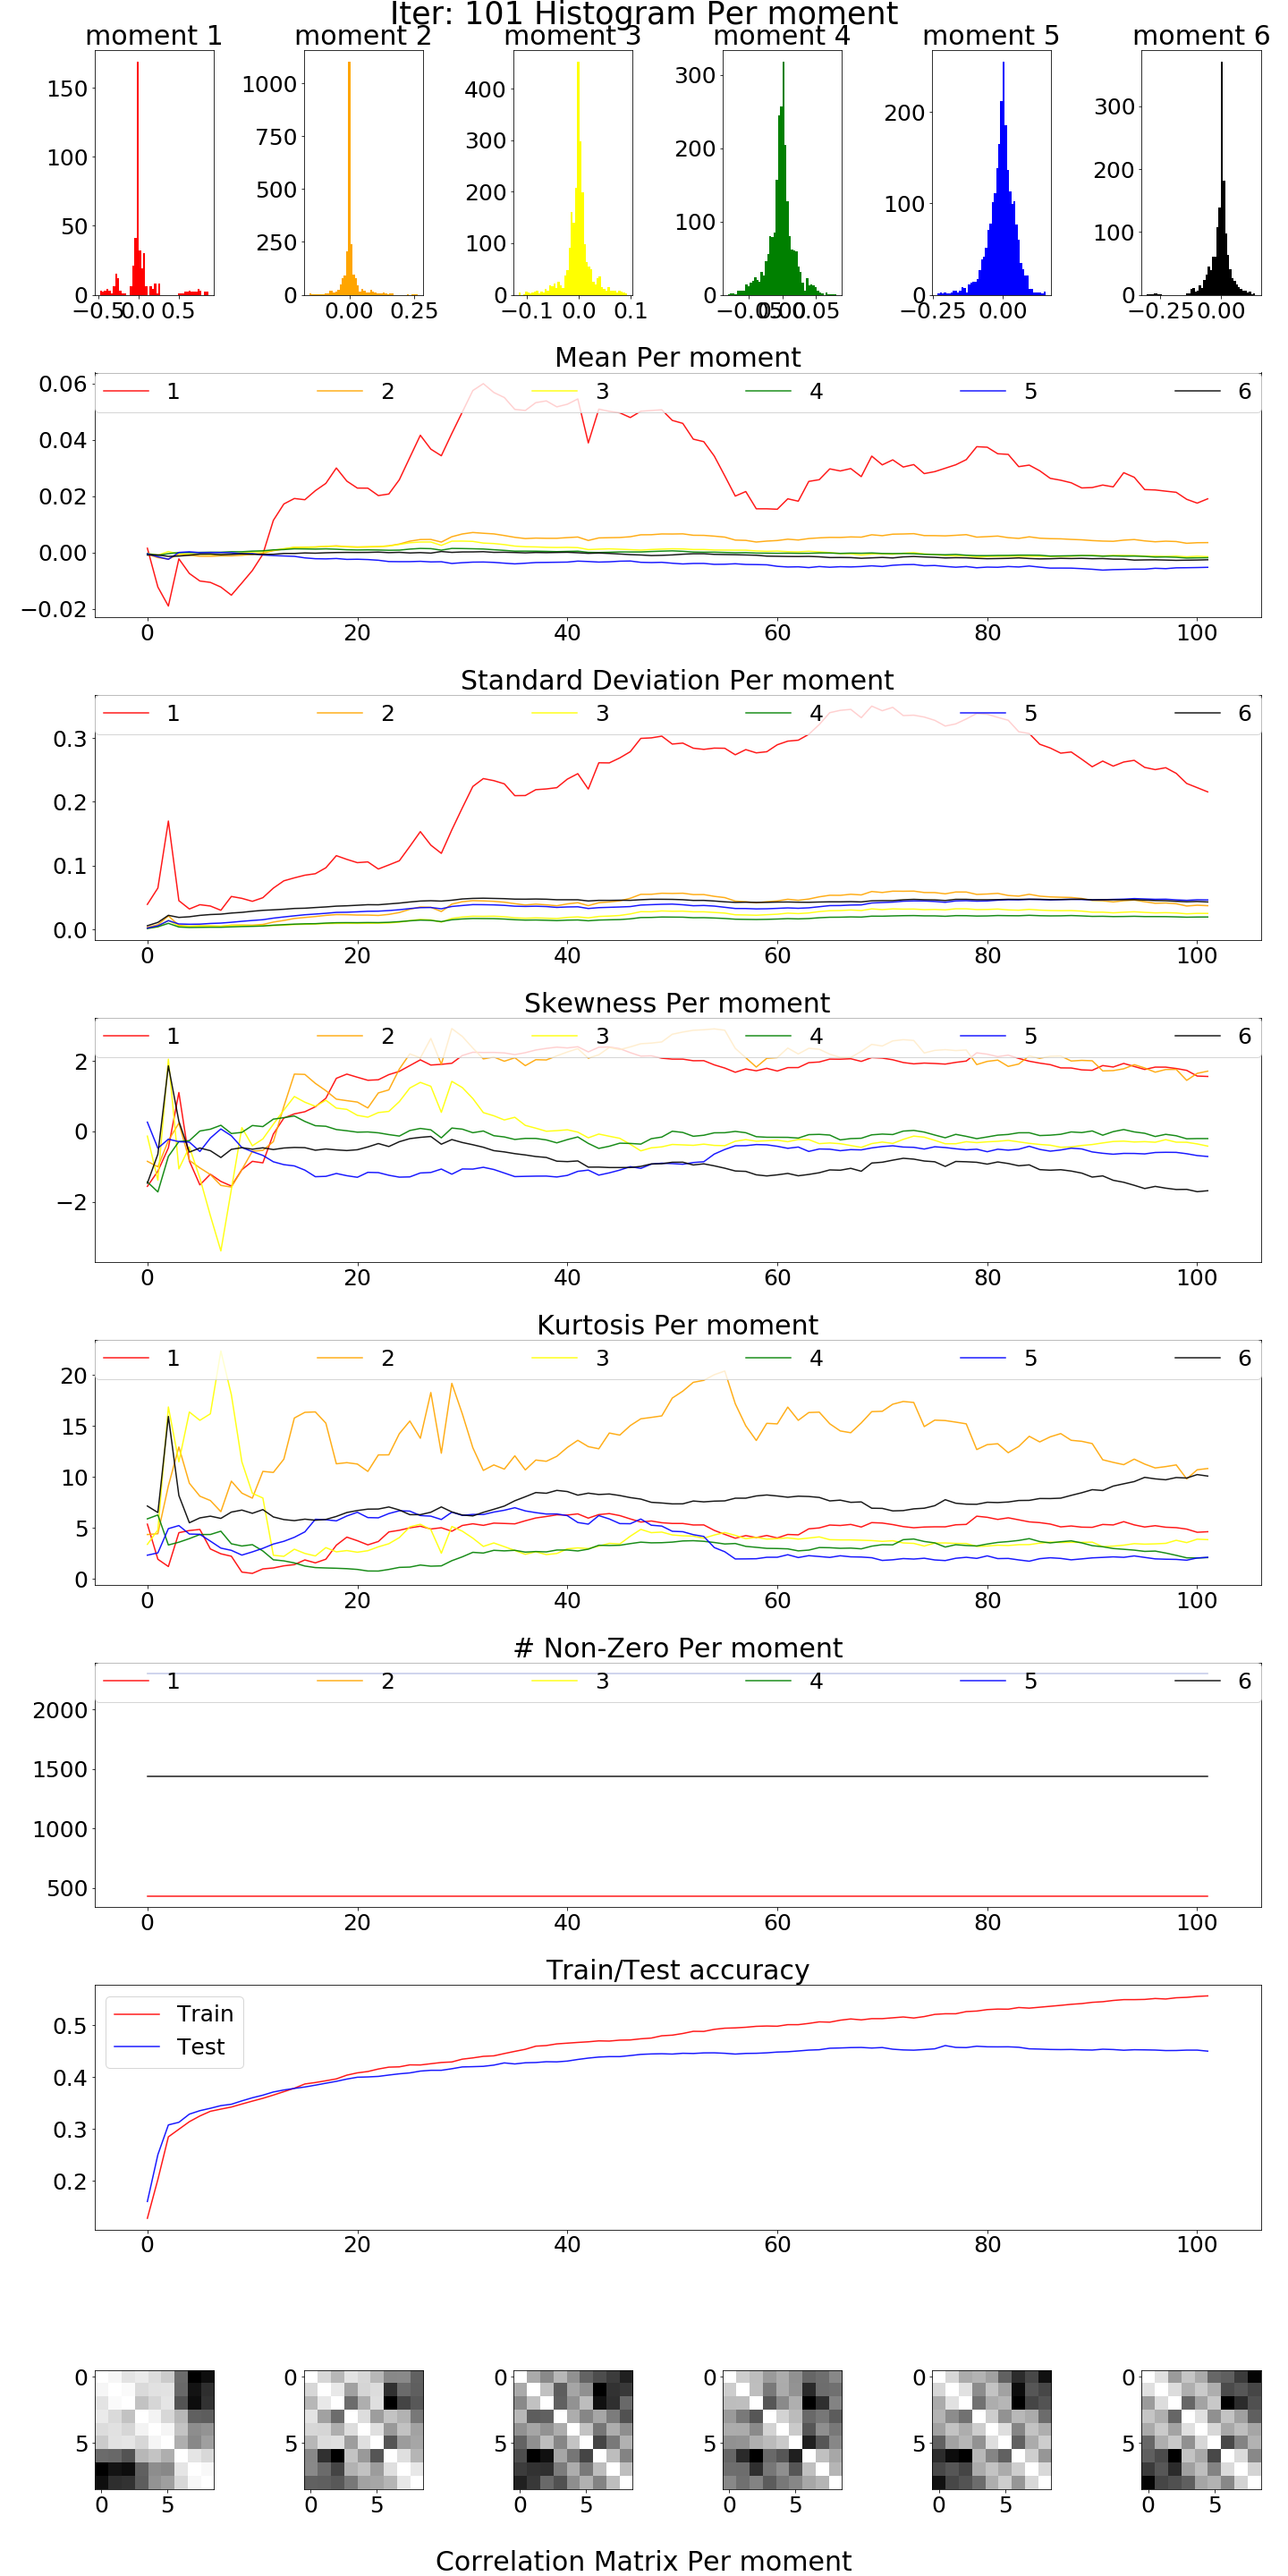 Iter: 101 Histogram Per moment
moment 1 moment 2 moment 3 moment 4 moment 5 moment 6
150 100 50 0
−0.5 0.0 0.5
1000 750 500 250 0
0.00 0.25
400 300 200 100 0
−0.1 0.0 0.1
300 200 100 0
−0.05 0.00 0.05
200 100 0
−0.25 0.00
300 200 100 0
−0.25 0.00
Mean Per moment
1 2 3 4 5 6
0.06
0.04
0.02
0.00
−0.02
0 20 40 60 80 100
Standard Deviation Per moment
1 2 3 4 5 6
0.3
0.2
0.1
0.0
0 20 40 60 80 100
Skewness Per moment
1 2 3 4 5 6
2
0
−2
0 20 40 60 80 100
Kurtosis Per moment
1 2 3 4 5 6
20
15
10
5
0
0 20 40 60 80 100
# Non-Zero Per moment
1 2 3 4 5 6
2000
1500
1000
500
0 20 40 60 80 100
Train/Test accuracy
Train
Test
0.5
0.4
0.3
0.2
0 20 40 60 80 100
0 0 0 0 0 0
5 5 5 5 5 5
0 5 0 5 0 5 0 5 0 5 0 5
Correlation Matrix Per moment